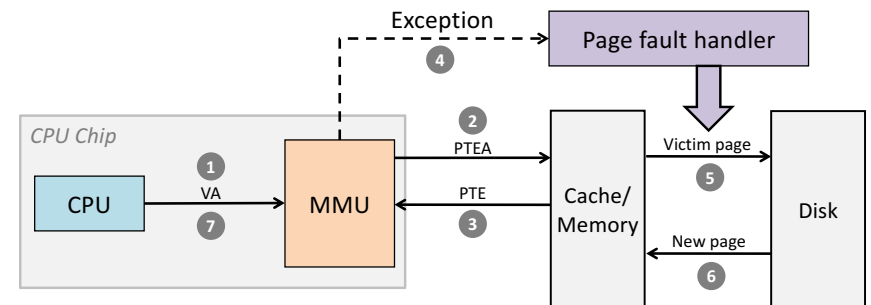 Exception
4
Page fault handler
CPU Chip
1
VA
7
CPU
MMU
2
PTEA
PTE
3
Cache/
Memory
Victim page
5
New page
6
Disk